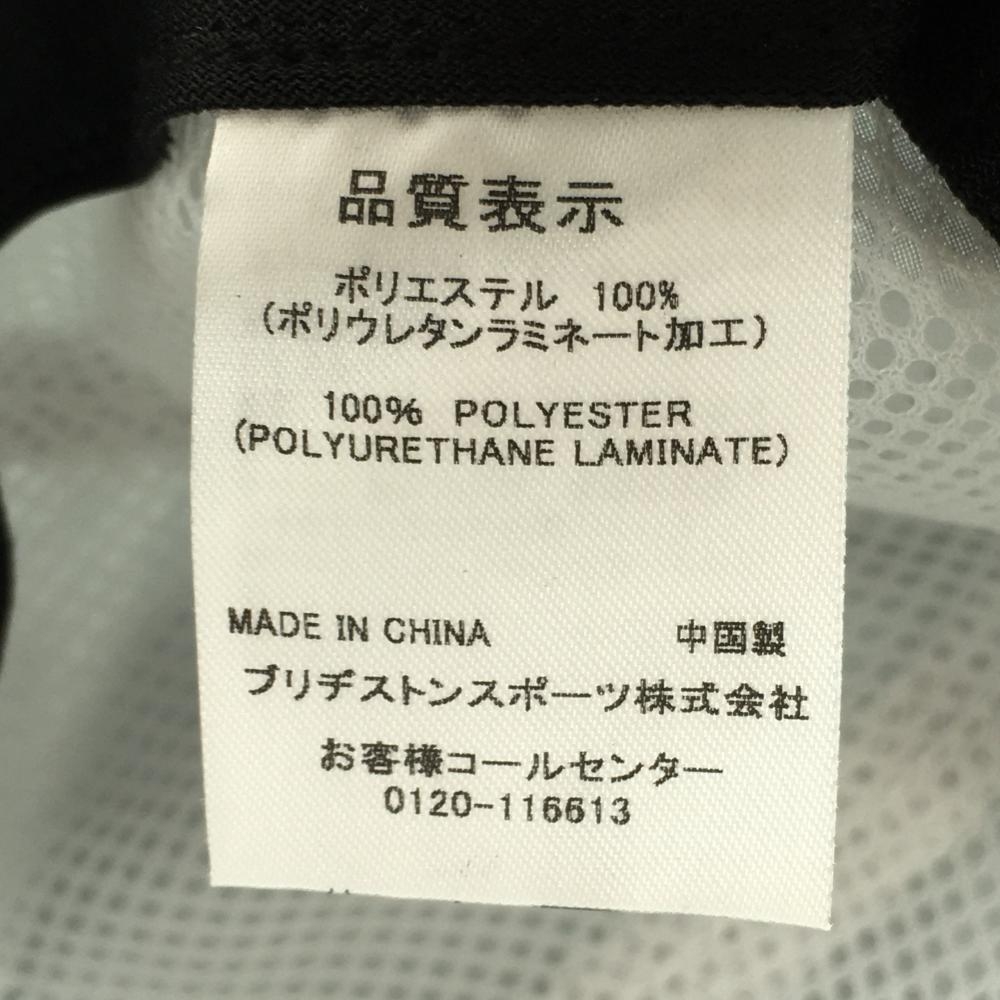 品質表示
ポリエステル 100%
(ポリウレタンラミネート加工)
100% POLYESTER
(POLYURETHANE LAMINATE)
MADE IN CHINA 中国製
ブリヂストンスポーツ株式会社
お客様コールセンター
0120-116613